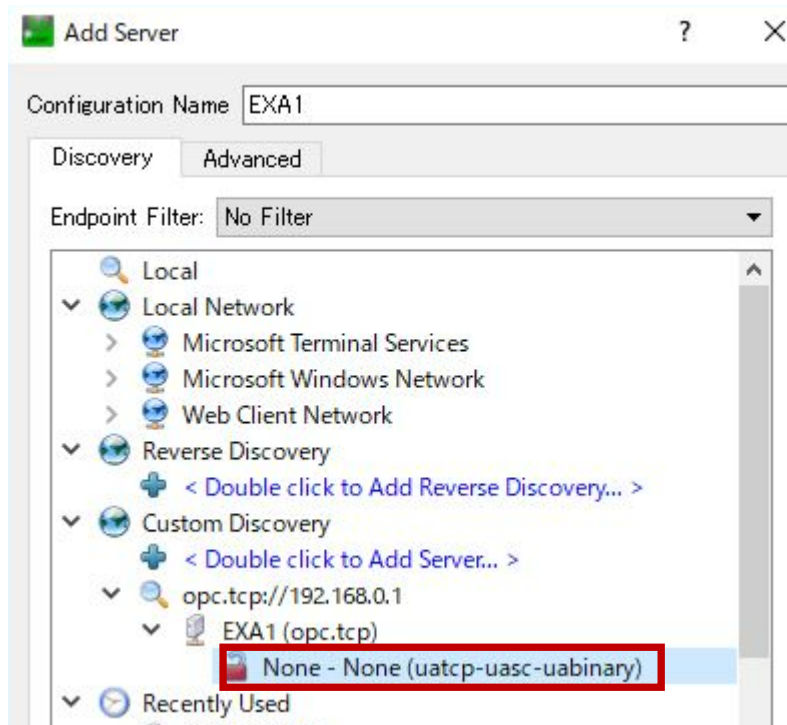 Add Server ?
Configuration Name EXA1
Discovery Advanced
Endpoint Filter: No Filter
Local
Local Network
Microsoft Terminal Services
Microsoft Windows Network
Web Client Network
Reverse Discovery
< Double click to Add Reverse Discovery... >
Custom Discovery
< Double click to Add Server... >
opc.tcp://192.168.0.1
EXA1 (opc.tcp)
None - None (uatcp-uasc-uabinary)
Recently Used